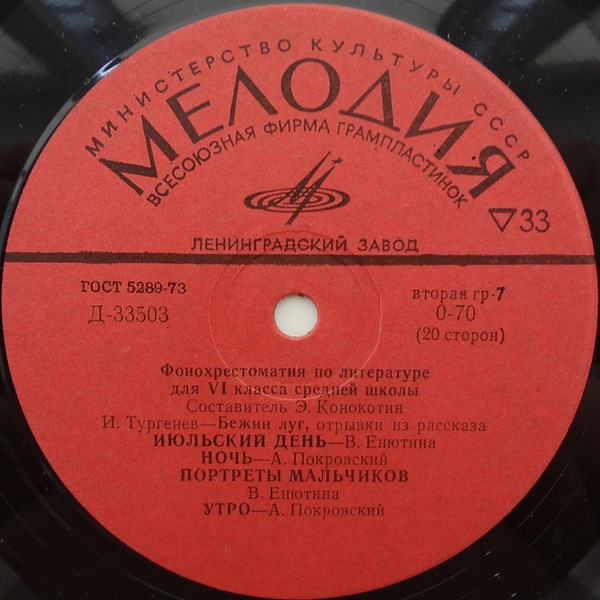 МИНИСТЕРСТВО КУЛЬТУРЫ СССР
МЕЛОДИЯ
ВСЕСОЮЗНАЯ ФИРМА ГРАМПЛАСТИНОК
▽33
ЛЕНИНГРАДСКИЙ ЗАВОД
ГОСТ 5289-73
Д-33503
вторая гр-7
0-70
(20 сторон)
Фонохрестоматия по литературе
для VI класса средней школы
Составитель Э. Конокотин
И. Тургенев—Бежин луг, отрывки из рассказа
ИЮЛЬСКИЙ ДЕНЬ—В. Енютина
НОЧЬ—А. Покровский
ПОРТРЕТЫ МАЛЬЧИКОВ
В. Енютина
УТРО—А. Покровский